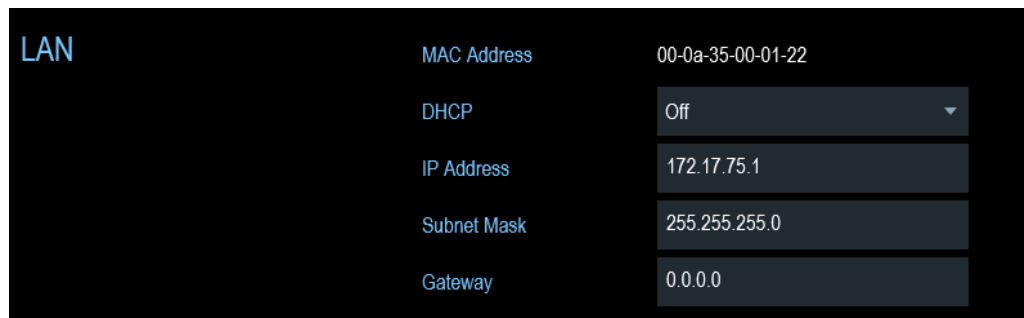 LAN
MAC Address 00-0a-35-00-01-22
DHCP Off
IP Address 172.17.75.1
Subnet Mask 255.255.255.0
Gateway 0.0.0.0